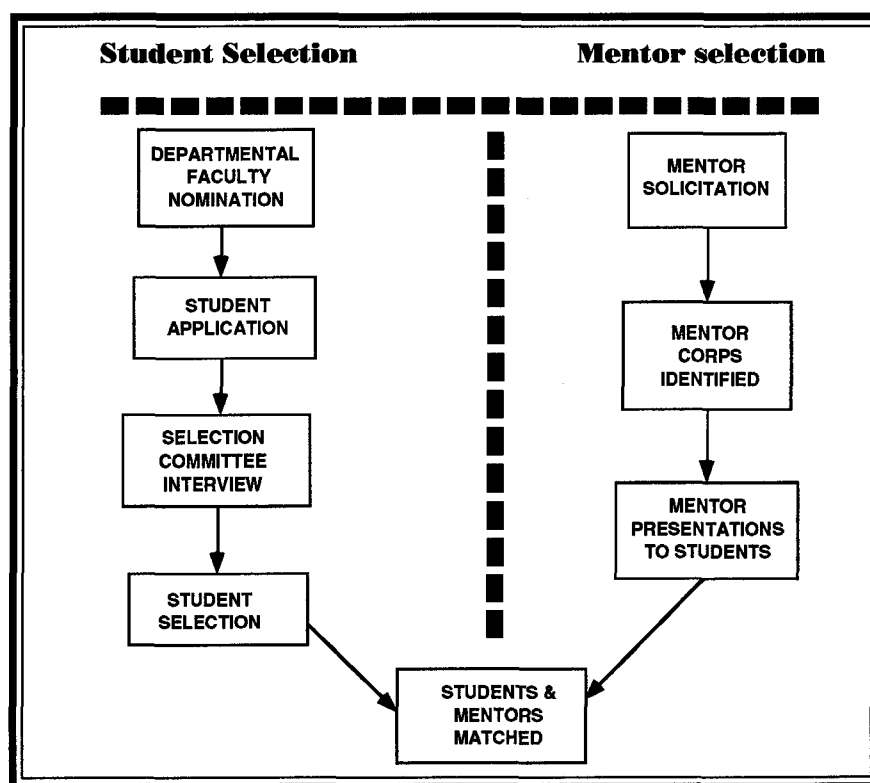 Student Selection
Mentor selection
DEPARTMENTAL
FACULTY
NOMINATION
STUDENT
APPLICATION
SELECTION
COMMITTEE
INTERVIEW
STUDENT
SELECTION
MENTOR
SOLICITATION
MENTOR
CORPS
IDENTIFIED
MENTOR
PRESENTATIONS
TO STUDENTS
STUDENTS &
MENTORS
MATCHED